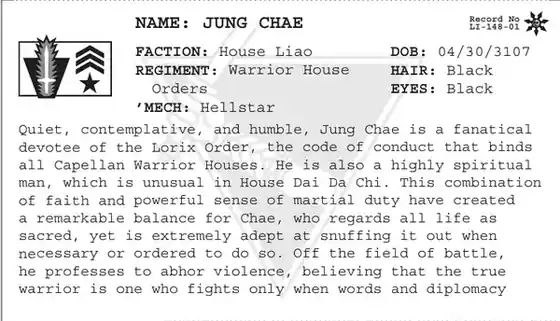 NAME: JUNG CHAE
Record No
LI-148-01
FACTION: House Liao
DOB: 04/30/3107
REGIMENT: Warrior House
HAIR: Black
Orders
EYES: Black
’MECH: Hellstar
Quiet, contemplative, and humble, Jung Chae is a fanatical
devotee of the Lorix Order, the code of conduct that binds
all Capellan Warrior Houses. He is also a highly spiritual
man, which is unusual in House Dai Da Chi. This combination
of faith and powerful sense of martial duty have created
a remarkable balance for Chae, who regards all life as
sacred, yet is extremely adept at snuffing it out when
necessary or ordered to do so. Off the field of battle,
he professes to abhor violence, believing that the true
warrior is one who fights only when words and diplomacy